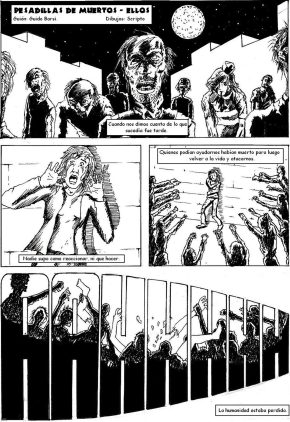 PESADILLAS DE MUERTOS - ELLOS
Guión: Guido Barsi.
Dibujos: Scripto
Cuando nos dimos cuenta de lo que
sucedía fue tarde.
Nadie supo como reaccionar, ni que hacer.
Quienes podían ayudarnos habían muerto para luego
volver a la vida y atacarnos.
La humanidad estaba perdida.